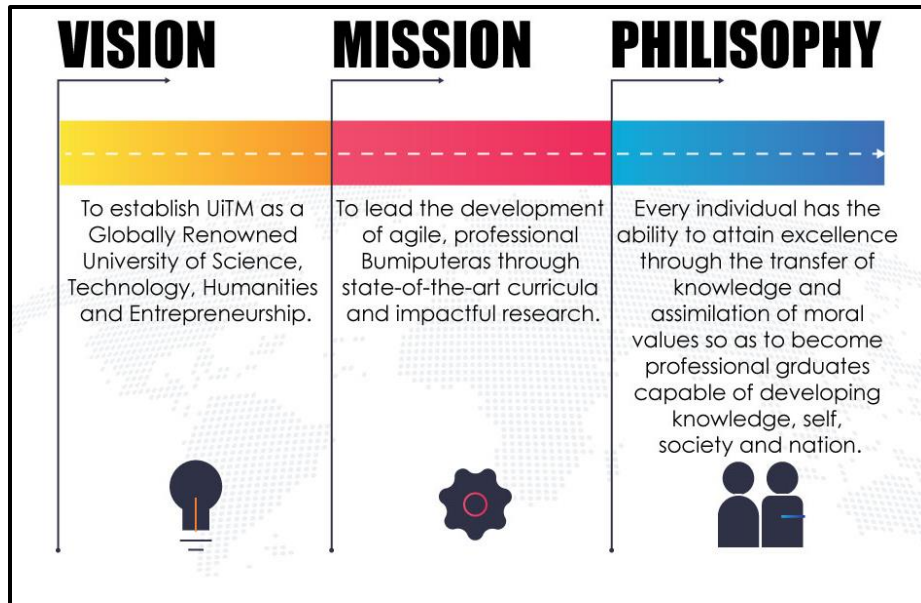 VISION
To establish UiTM as a
Globally Renowned
University of Science,
Technology, Humanities
and Entrepreneurship.
MISSION
To lead the development
of agile, professional
Bumiputeras through
state-of-the-art curricula
and impactful research.
PHILISOPHY
Every individual has the
ability to attain excellence
through the transfer of
knowledge and
assimilation of moral
values so as to become
professional grduates
capable of developing
knowledge, self,
society and nation.